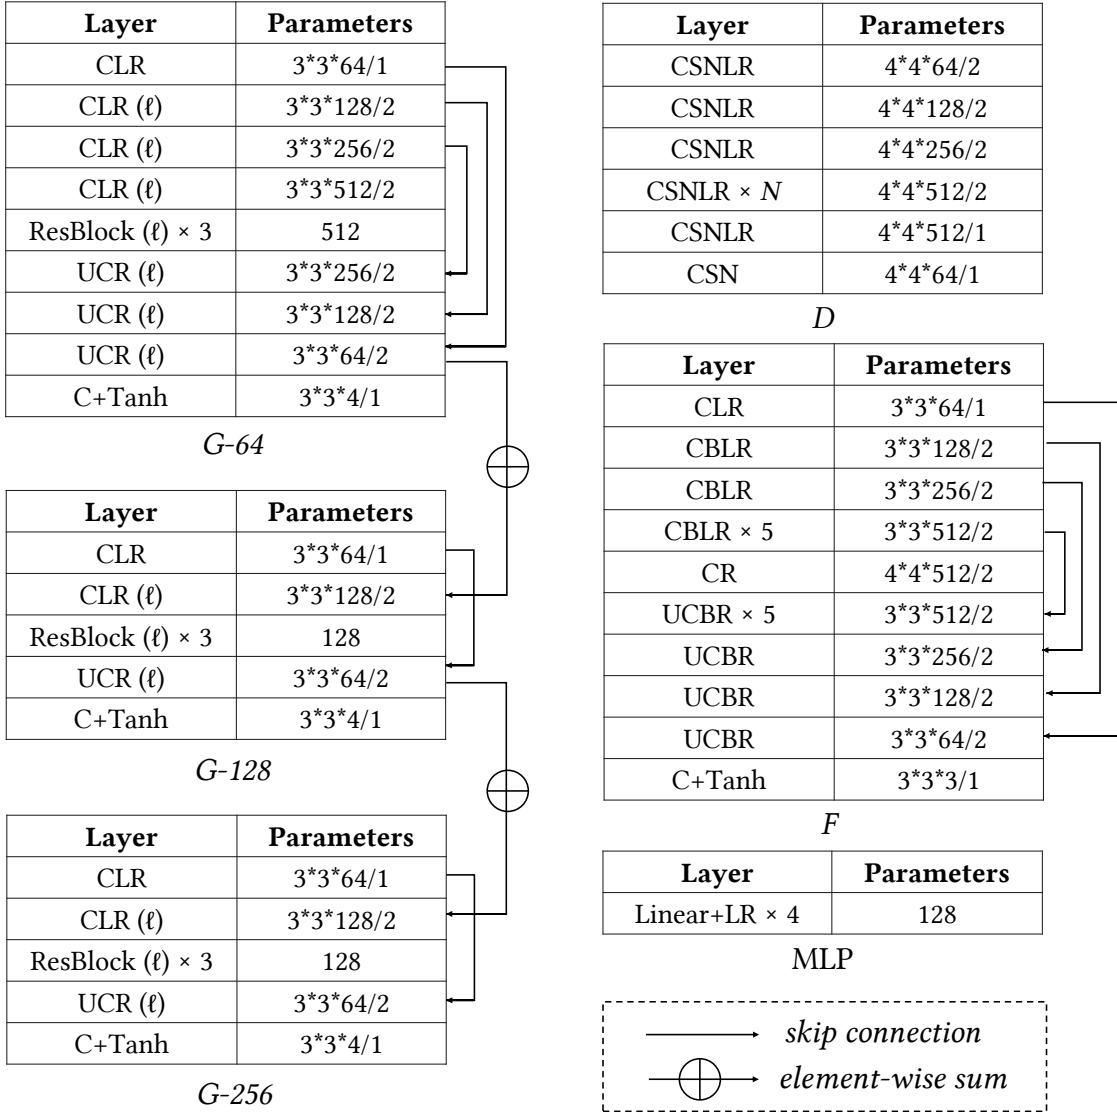 Layer Parameters
CLR 3*3*64/1
CLR (ℓ) 3*3*128/2
CLR (ℓ) 3*3*256/2
CLR (ℓ) 3*3*512/2
ResBlock (ℓ) × 3 512
UCR (ℓ) 3*3*256/2
UCR (ℓ) 3*3*128/2
UCR (ℓ) 3*3*64/2
C+Tanh 3*3*4/1
G-64
Layer Parameters
CLR 3*3*64/1
CLR (ℓ) 3*3*128/2
ResBlock (ℓ) × 3 128
UCR (ℓ) 3*3*64/2
C+Tanh 3*3*4/1
G-128
Layer Parameters
CLR 3*3*64/1
CLR (ℓ) 3*3*128/2
ResBlock (ℓ) × 3 128
UCR (ℓ) 3*3*64/2
C+Tanh 3*3*4/1
G-256
Layer Parameters
CSNLR 4*4*64/2
CSNLR 4*4*128/2
CSNLR 4*4*256/2
CSNLR × N 4*4*512/2
CSNLR 4*4*512/1
CSN 4*4*64/1
D
Layer Parameters
CLR 3*3*64/1
CBLR 3*3*128/2
CBLR 3*3*256/2
CBLR × 5 3*3*512/2
CR 4*4*512/2
UCBR × 5 3*3*512/2
UCBR 3*3*256/2
UCBR 3*3*128/2
UCBR 3*3*64/2
C+Tanh 3*3*3/1
F
Layer Parameters
Linear+LR × 4 128
MLP
skip connection
element-wise sum